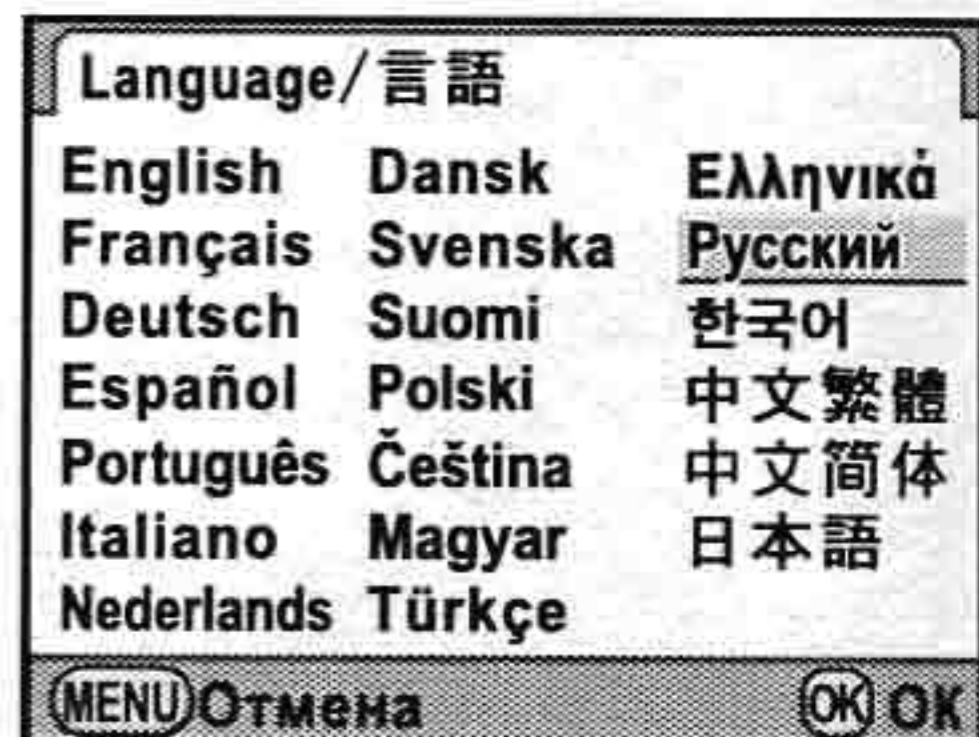 Language/言語
English Dansk Ελληνικά
Français Svenska Русский
Deutsch Suomi 한국어
Español Polski 中文繁體
Português Čeština 中文简体
Italiano Magyar 日本語
Nederlands Türkçe
MENU Отмена OK OK